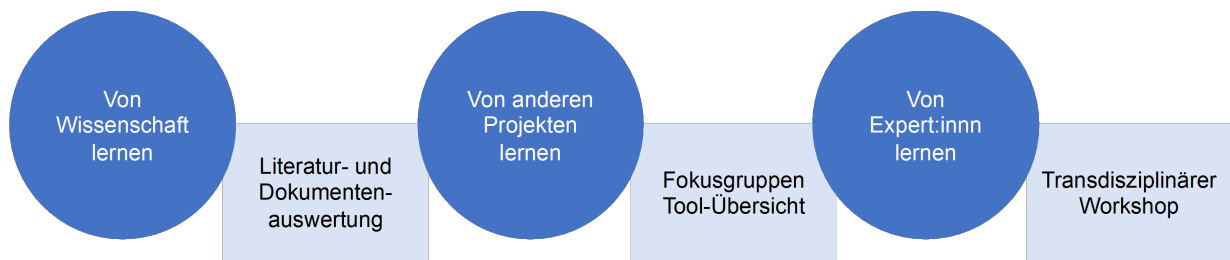 Von
Wissenschaft
lernen
Literatur- und
Dokumenten-
auswertung
Von anderen
Projekten
lernen
Fokusgruppen
Tool-Übersicht
Von
Expert:innn
lernen
Transdisziplinärer
Workshop